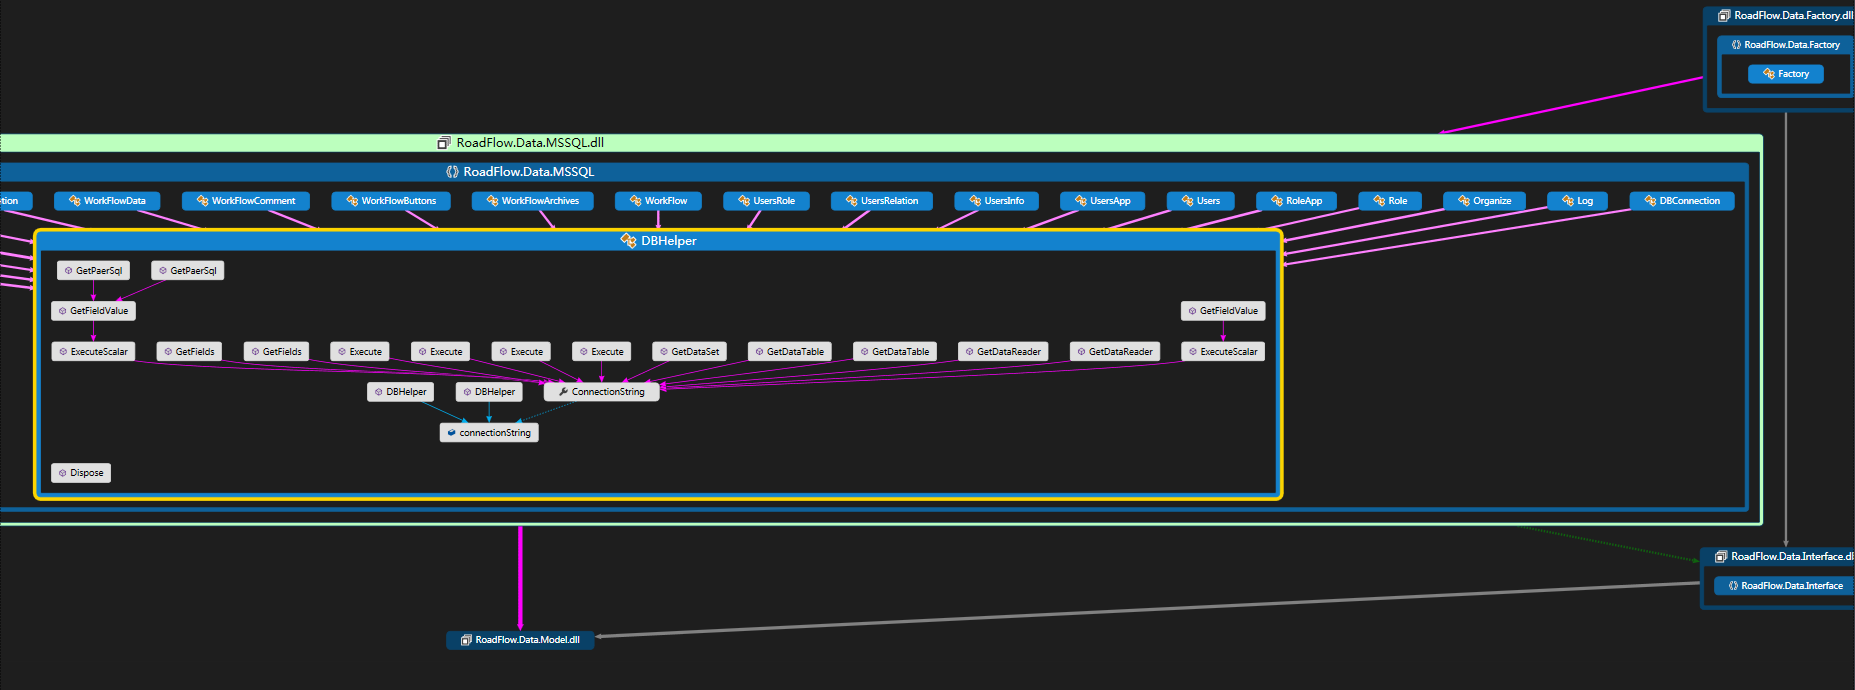 RoadFlow.Data.Factory.dll
RoadFlow.Data.Factory
Factory
RoadFlow.Data.MSSQL.dll
RoadFlow.Data.MSSQL
tion
WorkFlowData
WorkFlowComment
WorkFlowButtons
WorkFlowArchives
WorkFlow
UsersRole
UsersRelation
UsersInfo
UsersApp
Users
RoleApp
Role
Organize
Log
DBConnection
DBHelper
GetPaerSql
GetPaerSql
GetFieldValue
GetFieldValue
ExecuteScalar
GetFields
GetFields
Execute
Execute
Execute
Execute
GetDataSet
GetDataTable
GetDataTable
GetDataReader
GetDataReader
ExecuteScalar
DBHelper
DBHelper
ConnectionString
connectionString
Dispose
RoadFlow.Data.Interface.dl
RoadFlow.Data.Interface
RoadFlow.Data.Model.dll